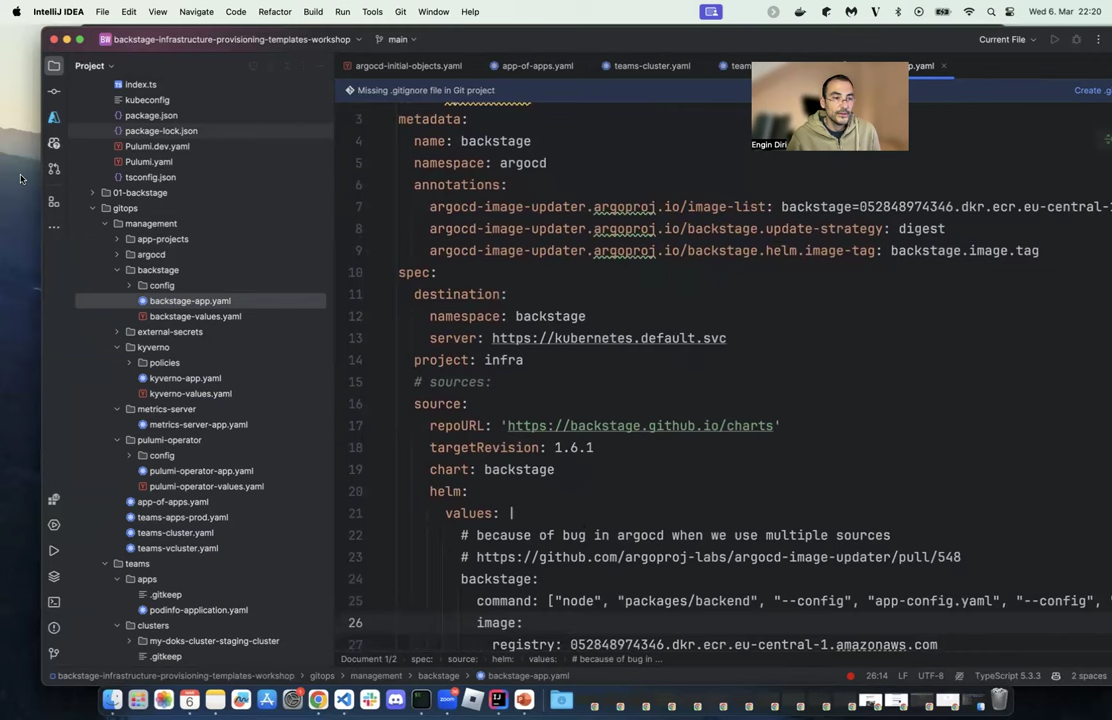 IntelliJ IDEA File Edit View Navigate Code Refactor Build Run Tools Git Window Help Wed 6. Mar 22:20
BW backstage-infrastructure-provisioning-templates-workshop main Current File
Project
argocd-initial-objects.yaml app-of-apps.yaml teams-cluster.yaml
Missing .gitignore file in Git project
index.ts
kubeconfig
package.json
package-lock.json
Pulumi.dev.yaml
Pulumi.yaml
tsconfig.json
01-backstage
gitops
management
app-projects
argocd
backstage
config
backstage-app.yaml
backstage-values.yaml
external-secrets
kyverno
policies
kyverno-app.yaml
kyverno-values.yaml
metrics-server
metrics-server-app.yaml
pulumi-operator
config
pulumi-operator-app.yaml
pulumi-operator-values.yaml
app-of-apps.yaml
teams-apps-prod.yaml
teams-cluster.yaml
teams-vcluster.yaml
teams
apps
.gitkeep
podinfo-application.yaml
clusters
my-doks-cluster-staging-cluster
.gitkeep
3 metadata:
4 name: backstage
5 namespace: argocd
6 annotations:
7 argocd-image-updater.argoproj.io/image-list: backstage=052848974346.dkr.ecr.eu-central-1
8 argocd-image-updater.argoproj.io/backstage.update-strategy: digest
9 argocd-image-updater.argoproj.io/backstage.helm.image-tag: backstage.image.tag
10 spec:
11 destination:
12 namespace: backstage
13 server: https://kubernetes.default.svc
14 project: infra
15 # sources:
16 source:
17 repoURL: 'https://backstage.github.io/charts'
18 targetRevision: 1.6.1
19 chart: backstage
20 helm:
21 values: |
22 # because of bug in argocd when we use multiple sources
23 # https://github.com/argoproj-labs/argocd-image-updater/pull/548
24 backstage:
25 command: ["node", "packages/backend", "--config", "app-config.yaml", "--config", "
26 image:
27 registry: 052848974346.dkr.ecr.eu-central-1.amazonaws.com
Engin Diri
Document 1/2 spec: source: helm: values: # because of bug in ...
backstage-infrastructure-provisioning-templates-workshop gitops management backstage backstage-app.yaml 26:14 LF UTF-8 TypeScript 5.3.3 2 spaces